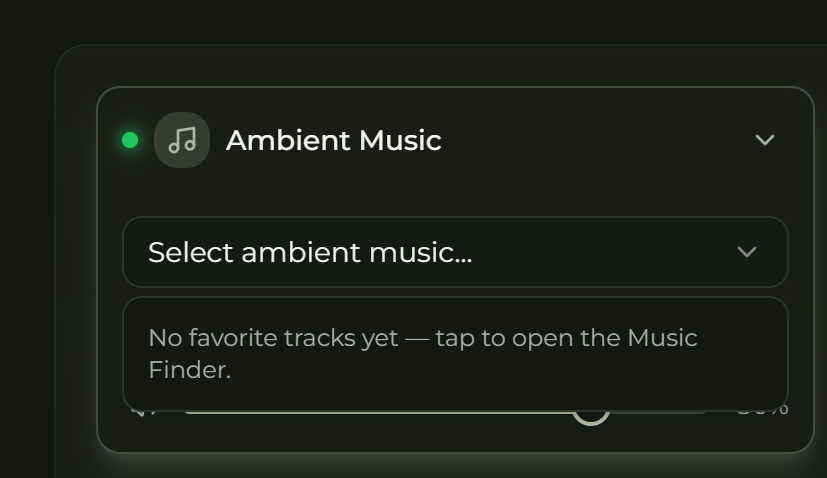 Ambient Music
Select ambient music...
No favorite tracks yet — tap to open the Music
Finder.